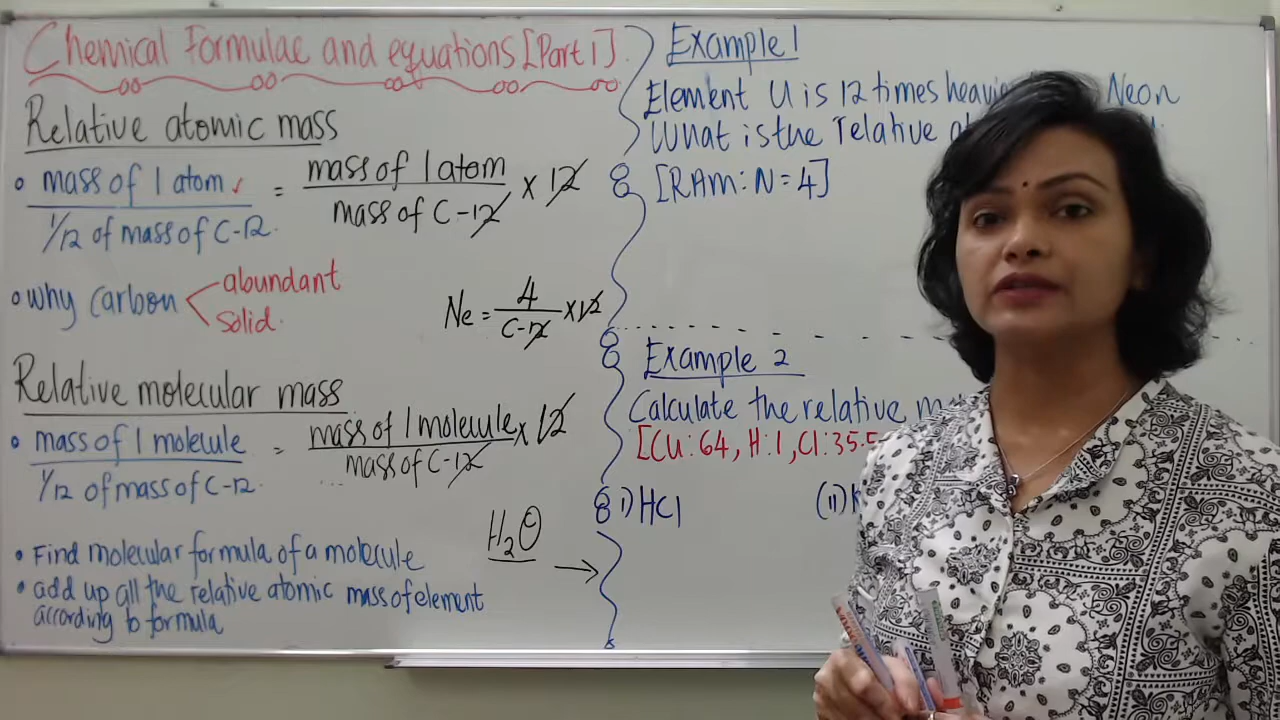 Chemical Formulae and equations [Part 1]
Relative atomic mass
mass of 1 atom = mass of 1 atom × 12
1/12 of mass of C-12. mass of C-12
why carbon abundant
solid.
Ne = 4 × 12
C-12
Relative molecular mass
mass of 1 molecule = mass of 1 molecule × 12
1/12 of mass of C-12. mass of C-12
H₂O
Find molecular formula of a molecule
add up all the relative atomic mass of element
according to formula
Example 1
Element U is 12 times Neon
What is the relative
[RAM: N = 4]
Example 2
Calculate the relative
[Cu: 64, H: 1, Cl: 35.5
i) HCl (ii)